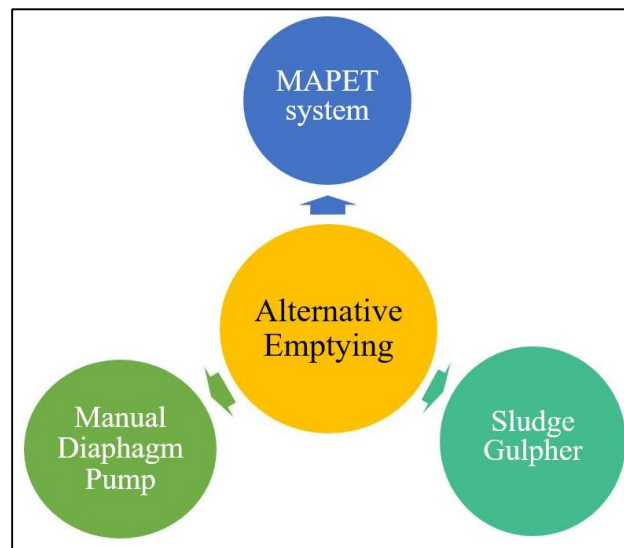 MAPET
system
Alternative
Emptying
Manual
Diaphagm
Pump
Sludge
Gulpher